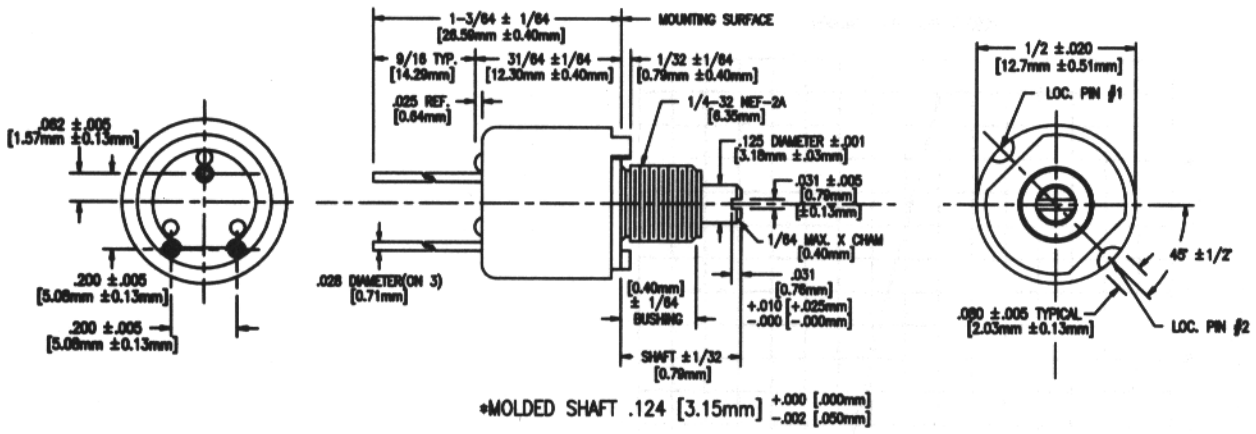 1-3/64 ± 1/64
[26.59mm ±0.40mm]
MOUNTING SURFACE
9/16 TYP.
[14.29mm]
31/64 ±1/64
[12.30mm ±0.40mm]
1/32 ±1/64
[0.79mm ±0.40mm]
.025 REF.
[0.64mm]
1/4-32 NEF-2A
[6.35mm]
.062 ±.005
[1.57mm ±0.13mm]
.125 DIAMETER ±.001
[3.18mm ±.03mm]
.031 ±.005
[0.79mm]
[±0.13mm]
1/64 MAX. X CHAM
[0.40mm]
.200 ±.005
[5.08mm ±0.13mm]
.200 ±.005
[5.08mm ±0.13mm]
.028 DIAMETER(ON 3)
[0.71mm]
[0.40mm]
± 1/64
BUSHING
.031
[0.76mm]
+.010 [+.025mm]
-.000 [-.000mm]
SHAFT ±1/32
[0.79mm]
1/2 ±.020
[12.7mm ±0.51mm]
LOC. PIN #1
45° ±1/2°
.080 ±.005 TYPICAL
[2.03mm ±0.13mm]
LOC. PIN #2
*MOLDED SHAFT .124 [3.15mm] +.000 [.000mm]
-.002 [.050mm]